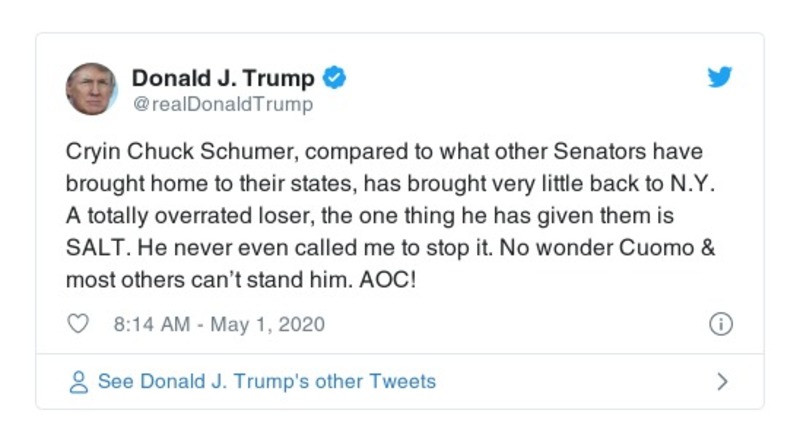 Donald J. Trump
@realDonaldTrump
Cryin Chuck Schumer, compared to what other Senators have
brought home to their states, has brought very little back to N.Y.
A totally overrated loser, the one thing he has given them is
SALT. He never even called me to stop it. No wonder Cuomo &
most others can’t stand him. AOC!
8:14 AM - May 1, 2020
See Donald J. Trump's other Tweets